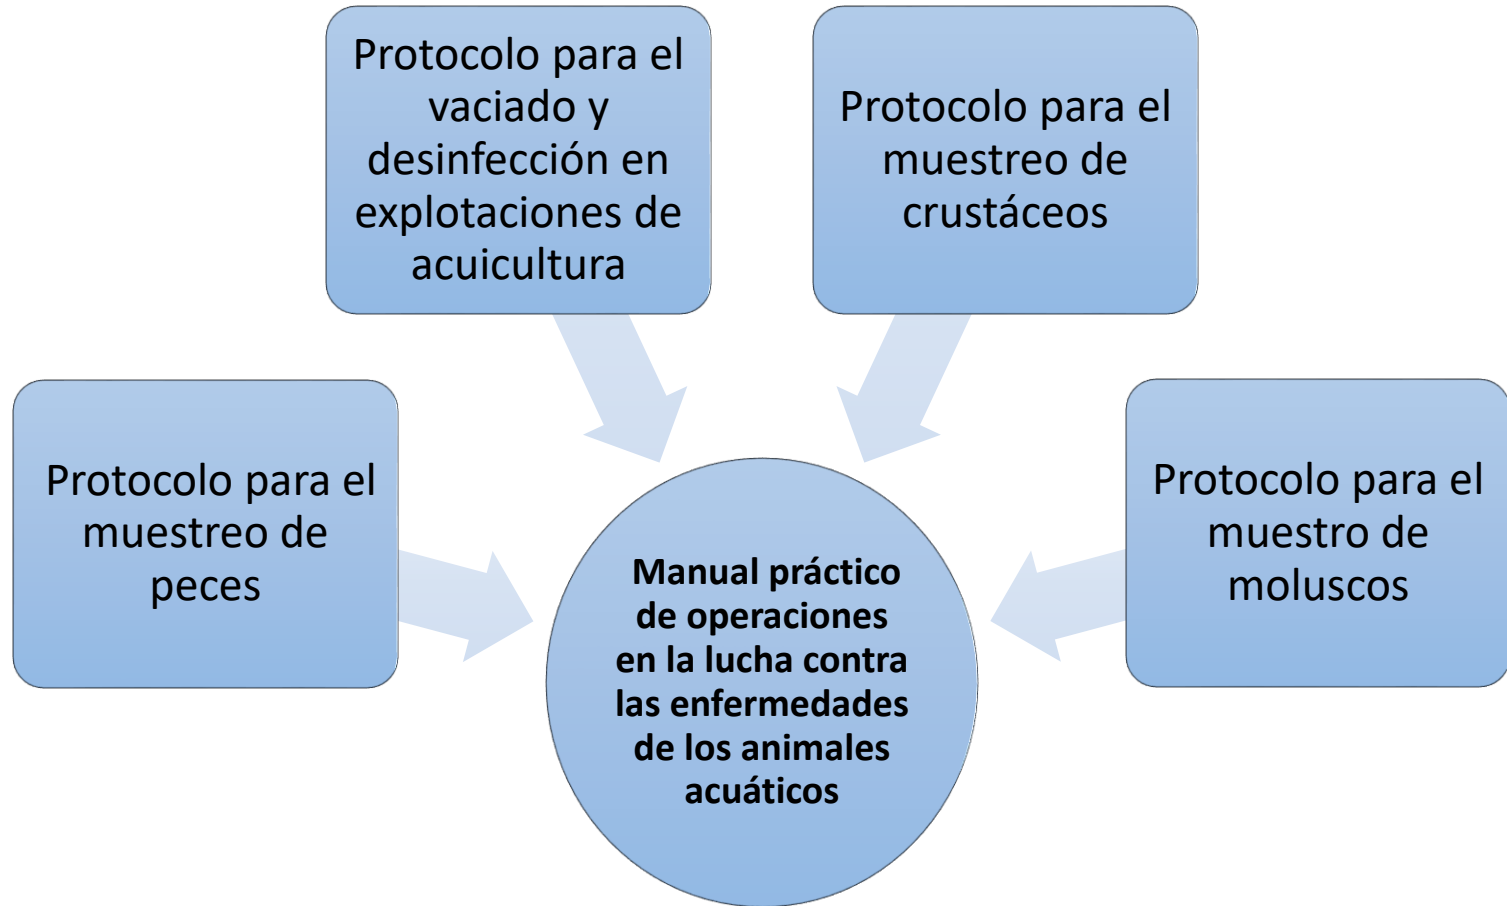 Protocolo para el
vaciado y
desinfección en
explotaciones de
acuicultura
Protocolo para el
muestreo de
crustáceos
Protocolo para el
muestreo de
peces
Protocolo para el
muestro de
moluscos
Manual práctico
de operaciones
en la lucha contra
las enfermedades
de los animales
acuáticos